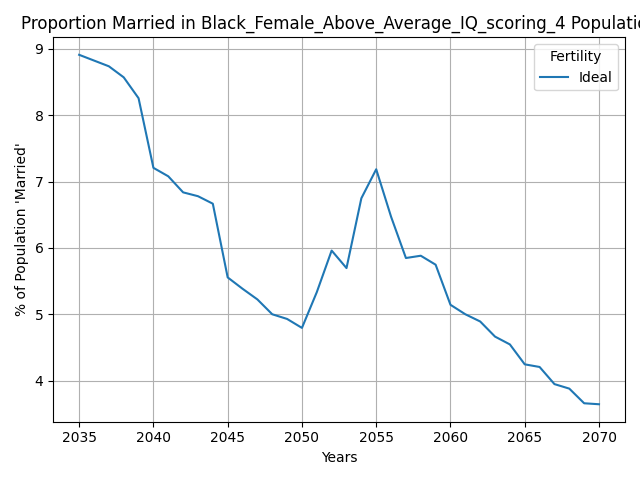 Proportion Married in Black_Female_Above_Average_IQ_scoring_4 Populatio
Fertility
Ideal
% of Population 'Married'
9
8
7
6
5
4
2035 2040 2045 2050 2055 2060 2065 2070
Years